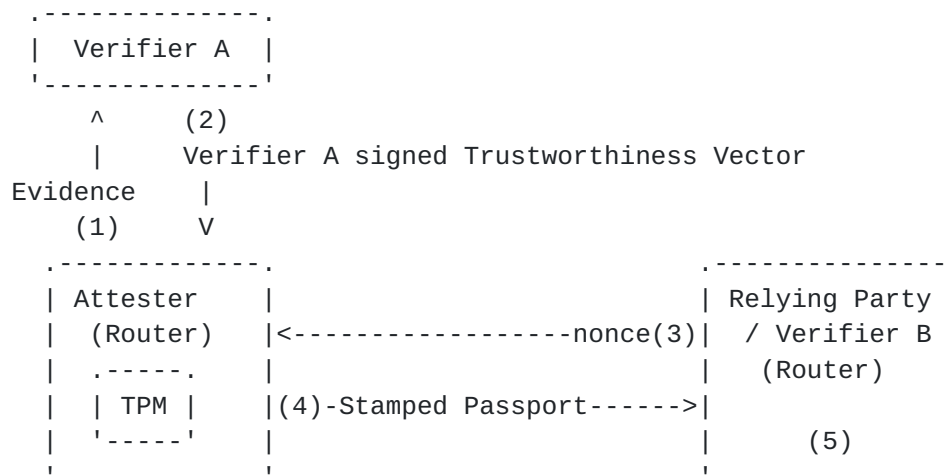 .--------------.
|  Verifier A  |
'--------------'
^     (2)
|     Verifier A signed Trustworthiness Vector
Evidence    |
(1)     V
.-------------.                           .---------------
| Attester    |                           | Relying Party
|  (Router)   |<------------------nonce(3)|  / Verifier B
|  .-----.    |                           |   (Router)
|  | TPM |    |(4)-Stamped Passport------>|
|  '-----'    |                           |      (5)
'             '                           '